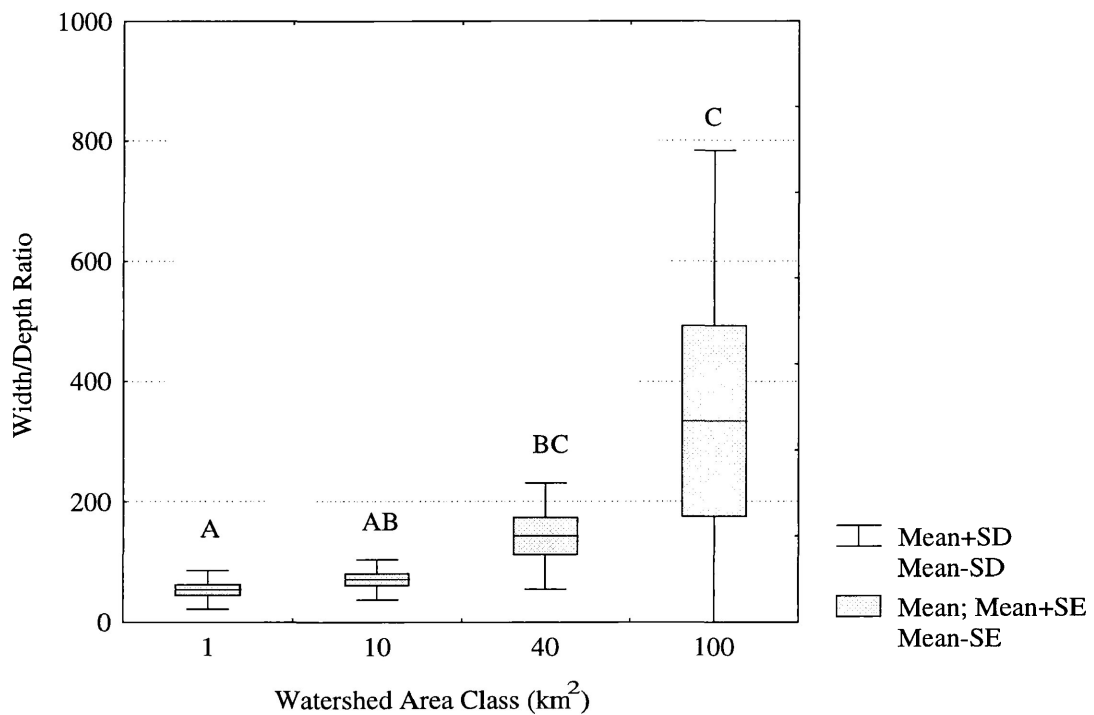 1000
800
600
400
200
0
Width/Depth Ratio
A
AB
BC
C
1 10 40 100
Watershed Area Class (km²)
Mean+SD
Mean-SD
Mean; Mean+SE
Mean-SE